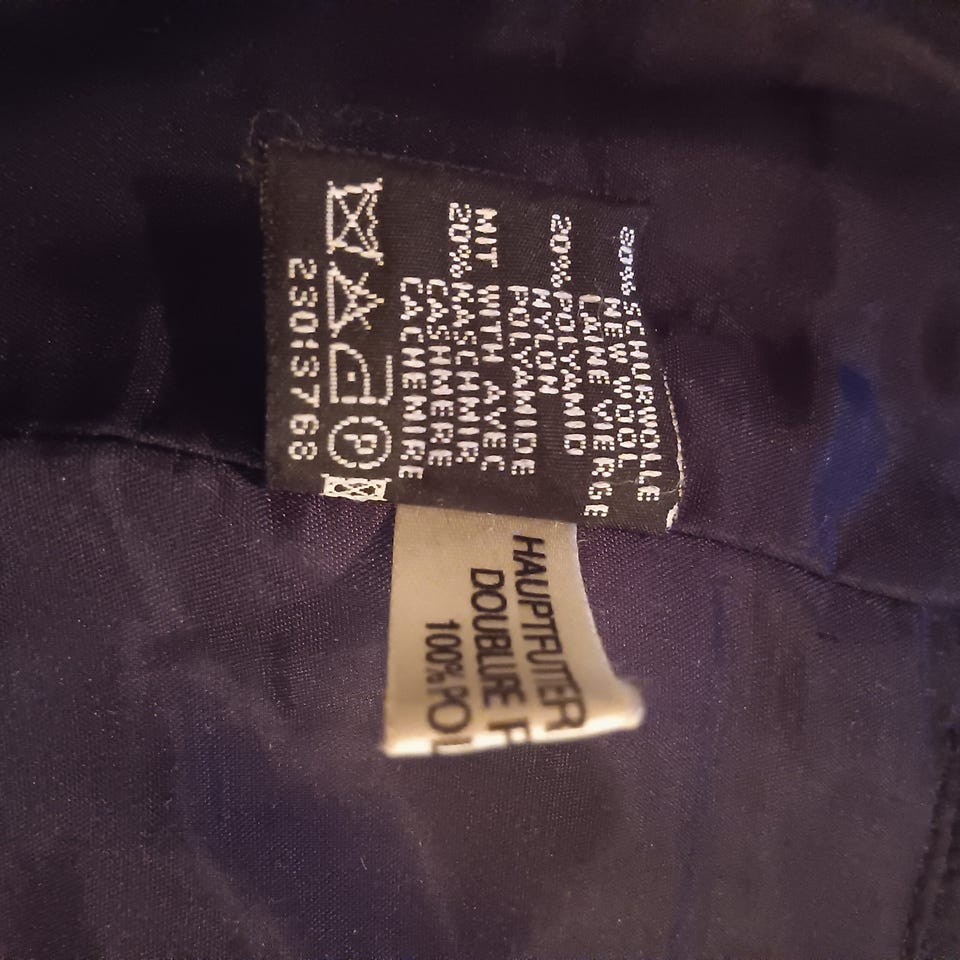 80% SCHURWOLLE
NEW WOOL
LAINE VIERGE
20% POLYAMID
NYLON
POLYAMIDE
MIT WITH AVEC
20% KASCHMIR
CASHMERE
CACHEMIRE
P
23013768
HAUPTFUTTER
DOUBLURE
100% POL